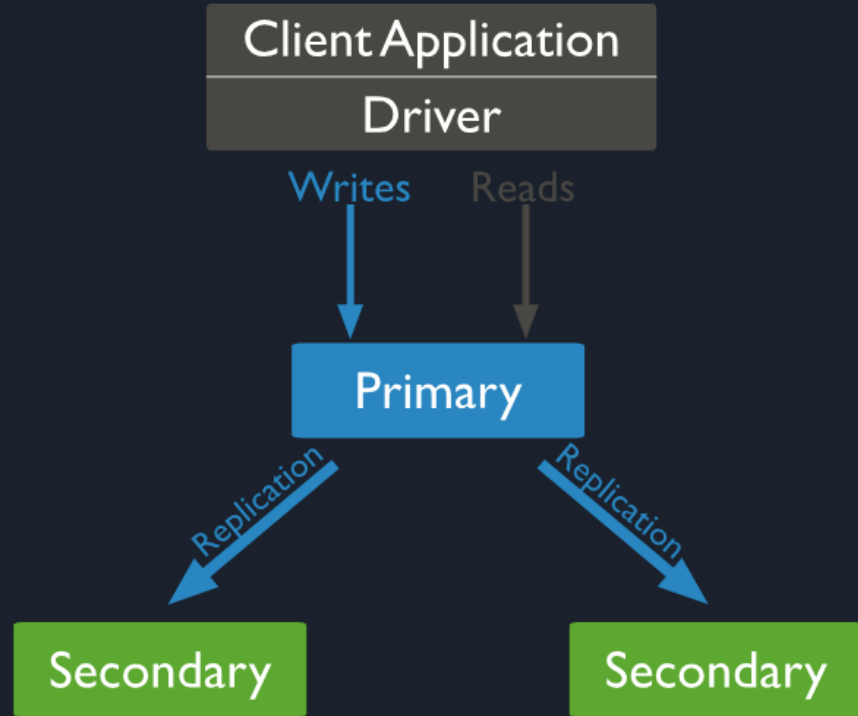 Client Application
Driver
Writes
Reads
Primary
Replication
Replication
Secondary
Secondary